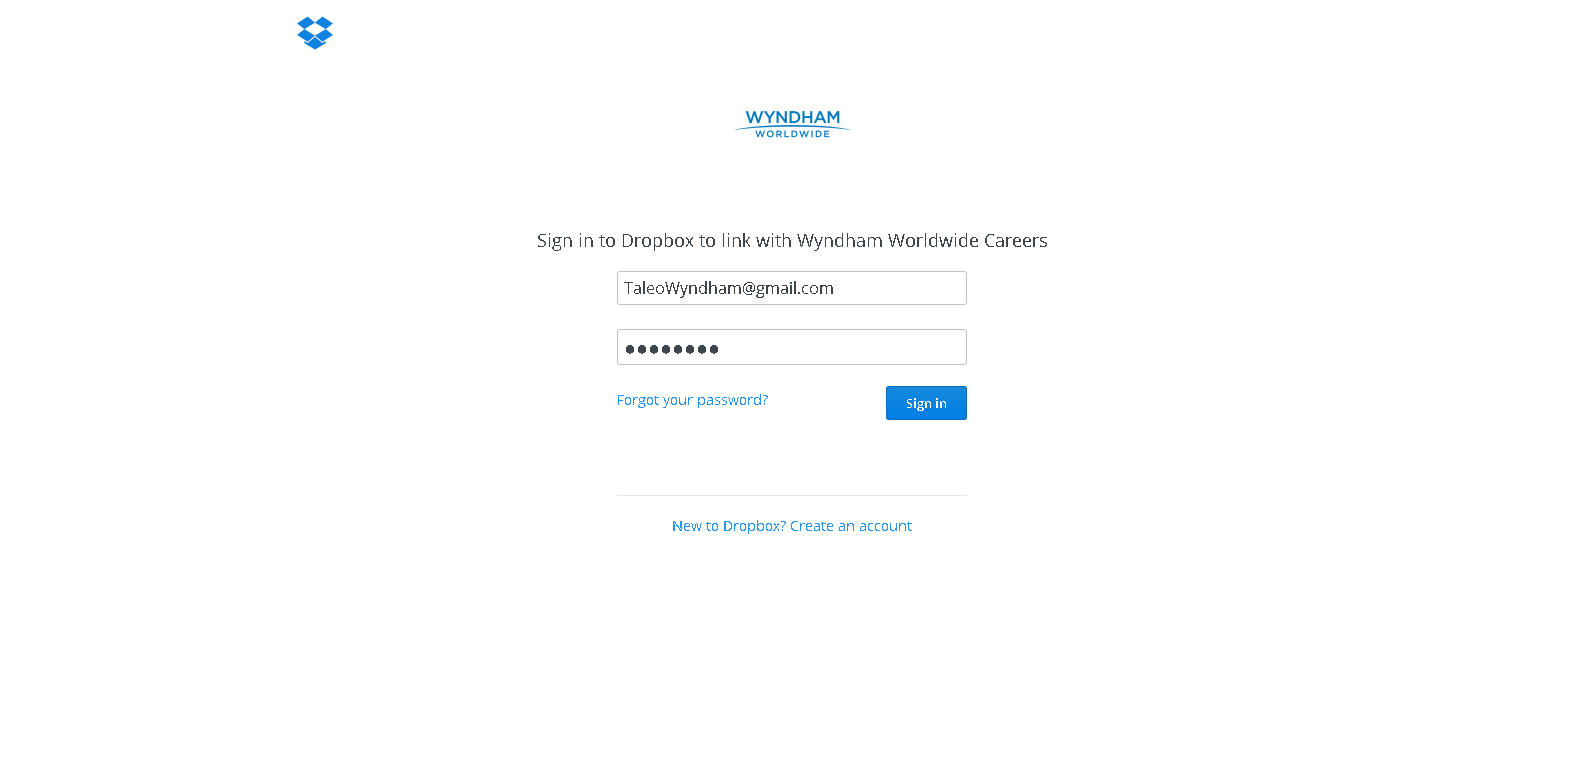 WYNDHAM
WORLDWIDE
Sign in to Dropbox to link with Wyndham Worldwide Careers
TaleoWyndham@gmail.com
●●●●●●●●
Forgot your password?
Sign in
New to Dropbox? Create an account